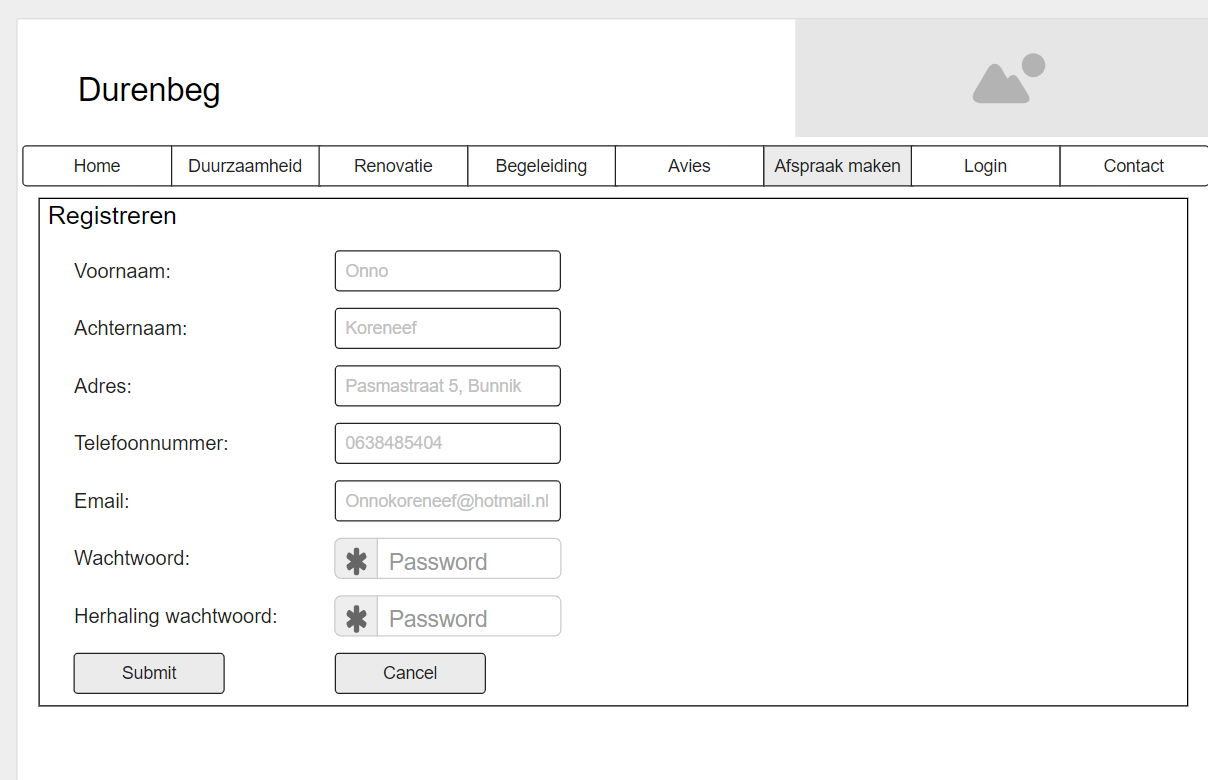 Durenbeg
Home Duurzaamheid Renovatie Begeleiding Avies Afspraak maken Login Contact
Registreren
Voornaam: Onno
Achternaam: Koreneef
Adres: Pasmastraat 5, Bunnik
Telefoonnummer: 0638485404
Email: Onnokoreneef@hotmail.nl
Wachtwoord: Password
Herhaling wachtwoord: Password
Submit Cancel